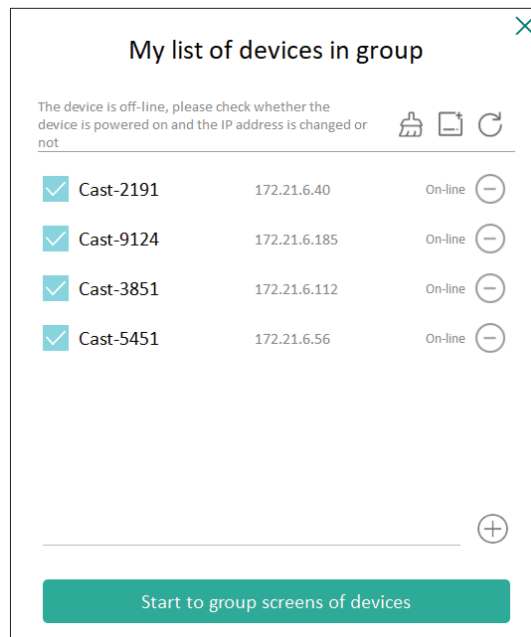 My list of devices in group
The device is off-line, please check whether the
device is powered on and the IP address is changed or
not
Cast-2191 172.21.6.40 On-line
Cast-9124 172.21.6.185 On-line
Cast-3851 172.21.6.112 On-line
Cast-5451 172.21.6.56 On-line
Start to group screens of devices